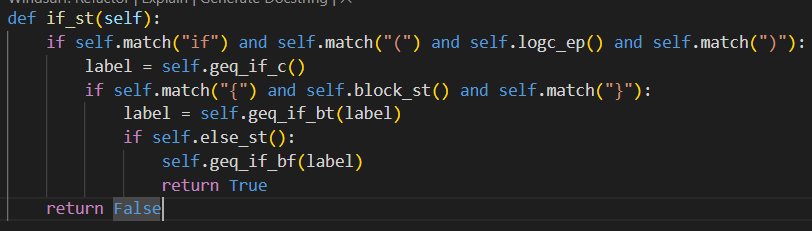 Windsurf: Refactor | Explain | Generate Docstring | X
def if_st(self):
    if self.match("if") and self.match("(") and self.logc_ep() and self.match(")"):
        label = self.geq_if_c()
        if self.match("{") and self.block_st() and self.match("}"):
            label = self.geq_if_bt(label)
            if self.else_st():
                self.geq_if_bf(label)
                return True
    return False